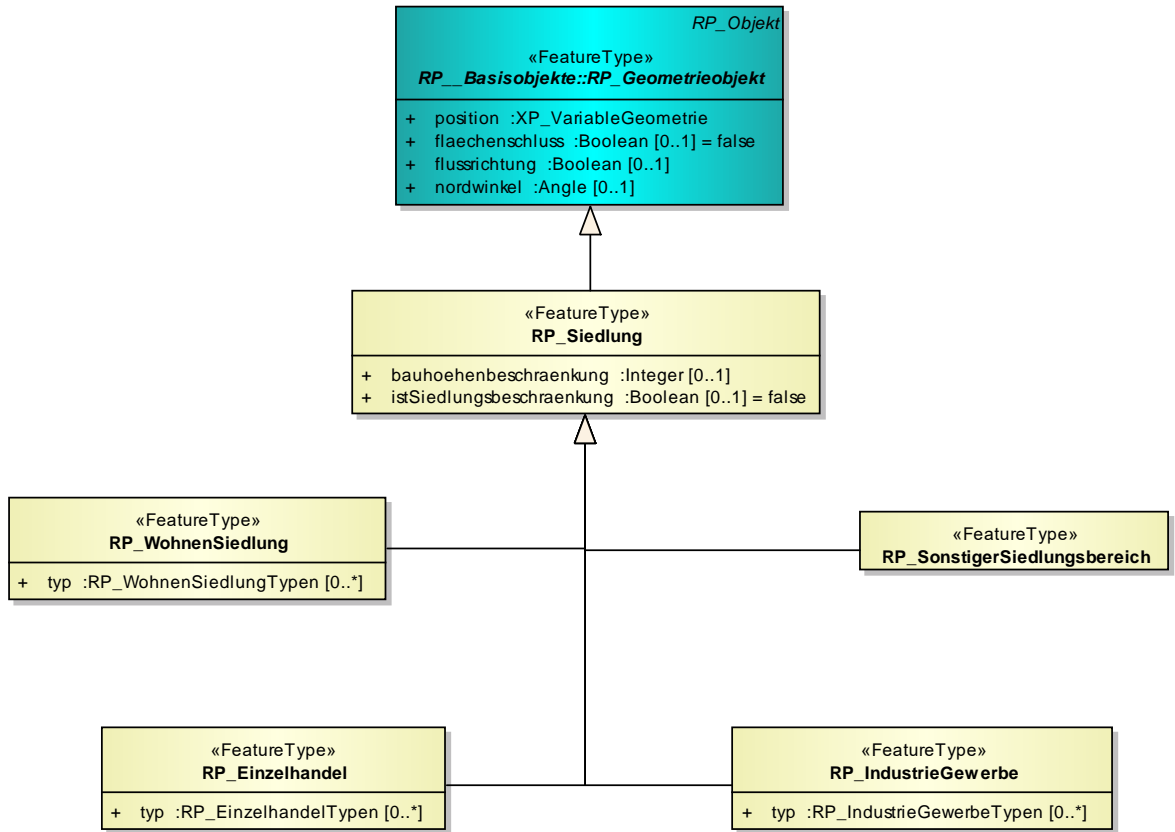 RP_Objekt
«FeatureType»
RP__Basisobjekte::RP_Geometrieobjekt
+ position :XP_VariableGeometrie
+ flaechenschluss :Boolean [0..1] = false
+ flussrichtung :Boolean [0..1]
+ nordwinkel :Angle [0..1]
«FeatureType»
RP_Siedlung
+ bauhoehenbeschraenkung :Integer [0..1]
+ istSiedlungsbeschraenkung :Boolean [0..1] = false
«FeatureType»
RP_WohnenSiedlung
+ typ :RP_WohnenSiedlungTypen [0..*]
«FeatureType»
RP_SonstigerSiedlungsbereich
«FeatureType»
RP_Einzelhandel
+ typ :RP_EinzelhandelTypen [0..*]
«FeatureType»
RP_IndustrieGewerbe
+ typ :RP_IndustrieGewerbeTypen [0..*]